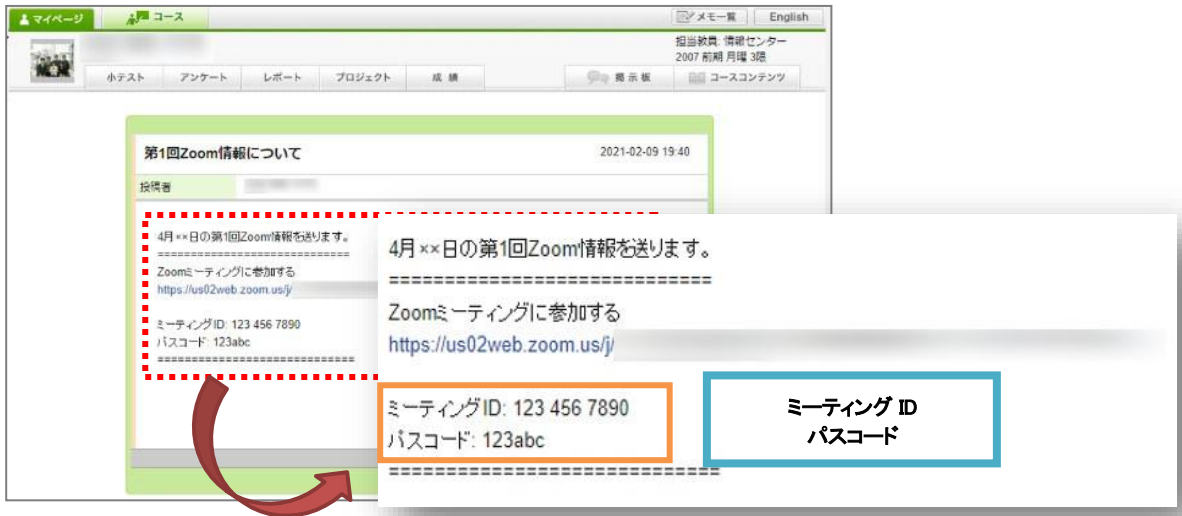 マイページ
コース
メモ一覧
English
担当教員: 情報センター
2007 前期 月曜 3限
小テスト
アンケート
レポート
プロジェクト
成 績
掲 示 板
コースコンテンツ
第1回Zoom情報について
2021-02-09 19:40
投稿者
4月××日の第1回Zoom情報を送ります。
=============================
Zoomミーティングに参加する
https://us02web.zoom.us/j/
ミーティングID: 123 456 7890
パスコード: 123abc
==============================
4月××日の第1回Zoom情報を送ります。
=============================
Zoomミーティングに参加する
https://us02web.zoom.us/j/
ミーティングID: 123 456 7890
パスコード: 123abc
==============================
ミーティング ID
パスコード